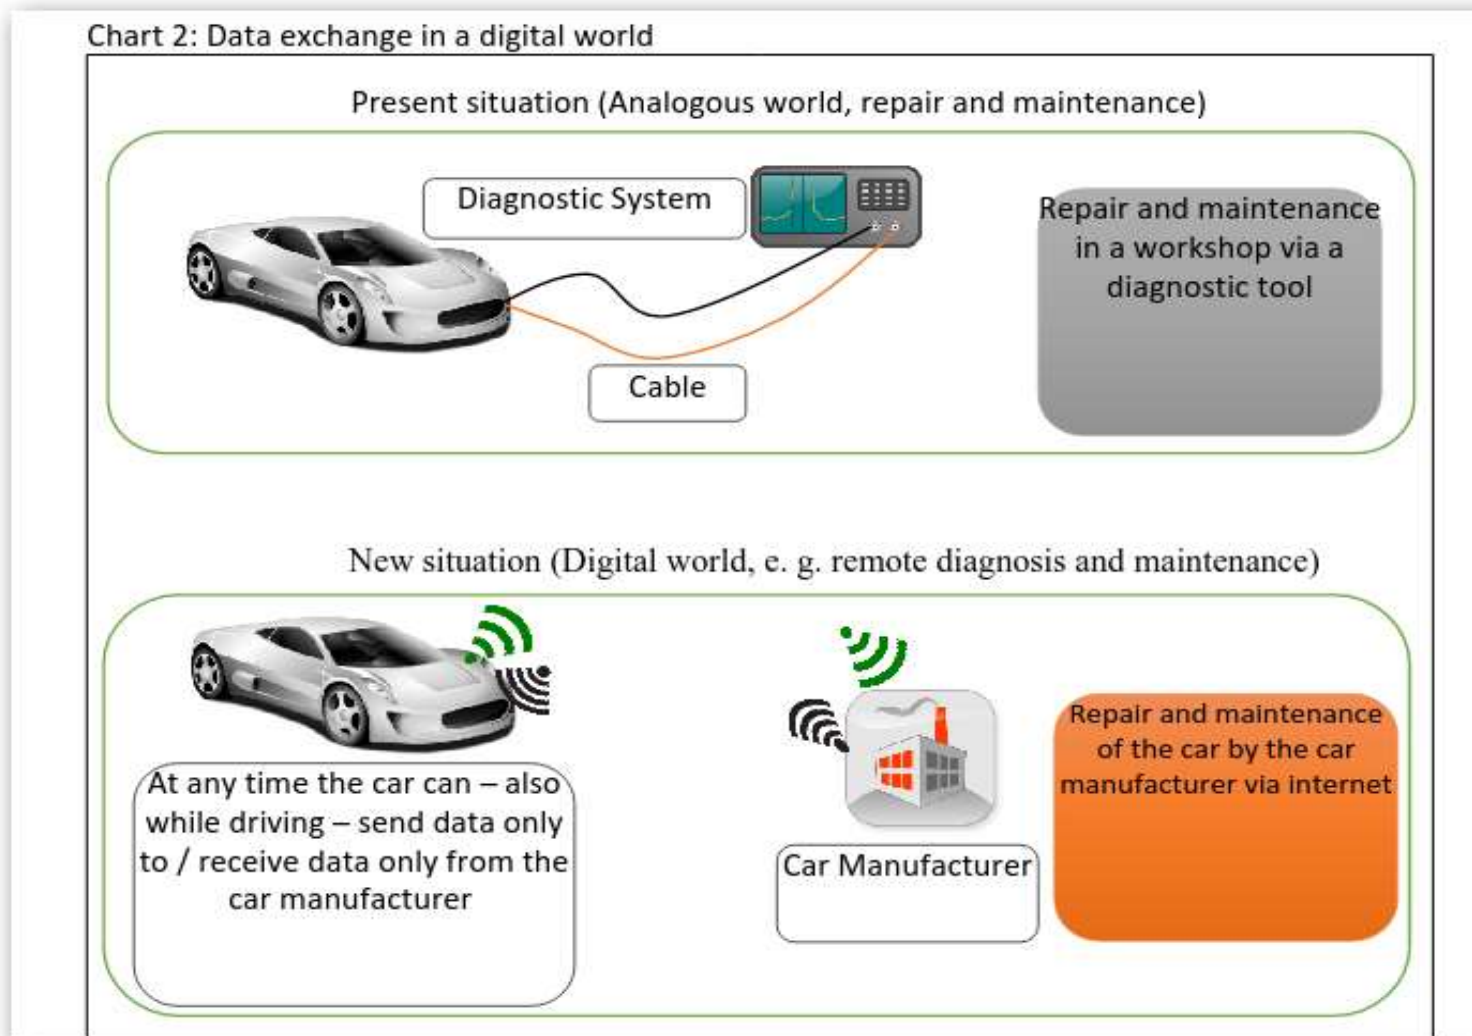 Chart 2: Data exchange in a digital world
Present situation (Analogous world, repair and maintenance)
Diagnostic System
Cable
Repair and maintenance
in a workshop via a
diagnostic tool
New situation (Digital world, e. g. remote diagnosis and maintenance)
At any time the car can – also
while driving – send data only
to / receive data only from the
car manufacturer
Car Manufacturer
Repair and maintenance
of the car by the car
manufacturer via internet